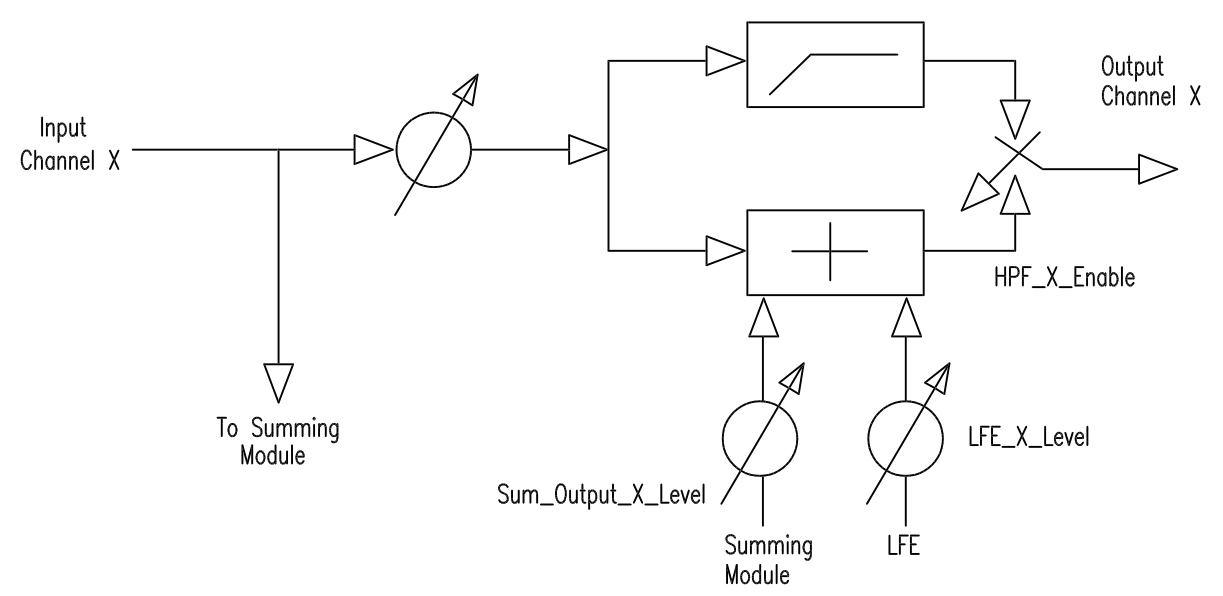 Output
Channel X
Input
Channel X
HPF_X_Enable
To Summing
Module
LFE_X_Level
Sum_Output_X_Level
Summing
Module
LFE